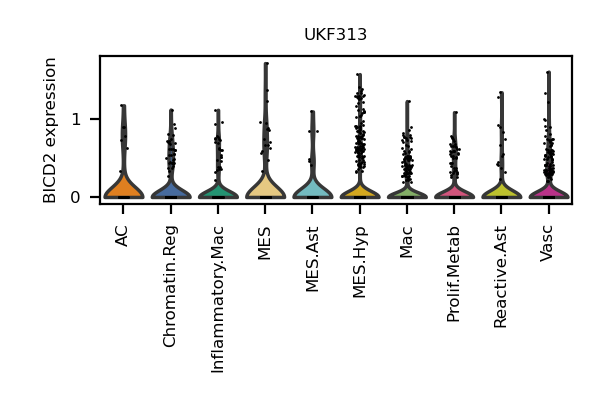 UKF313
BICD2 expression
1
0
AC
Chromatin.Reg
Inflammatory.Mac
MES
MES.Ast
MES.Hyp
Mac
Prolif.Metab
Reactive.Ast
Vasc